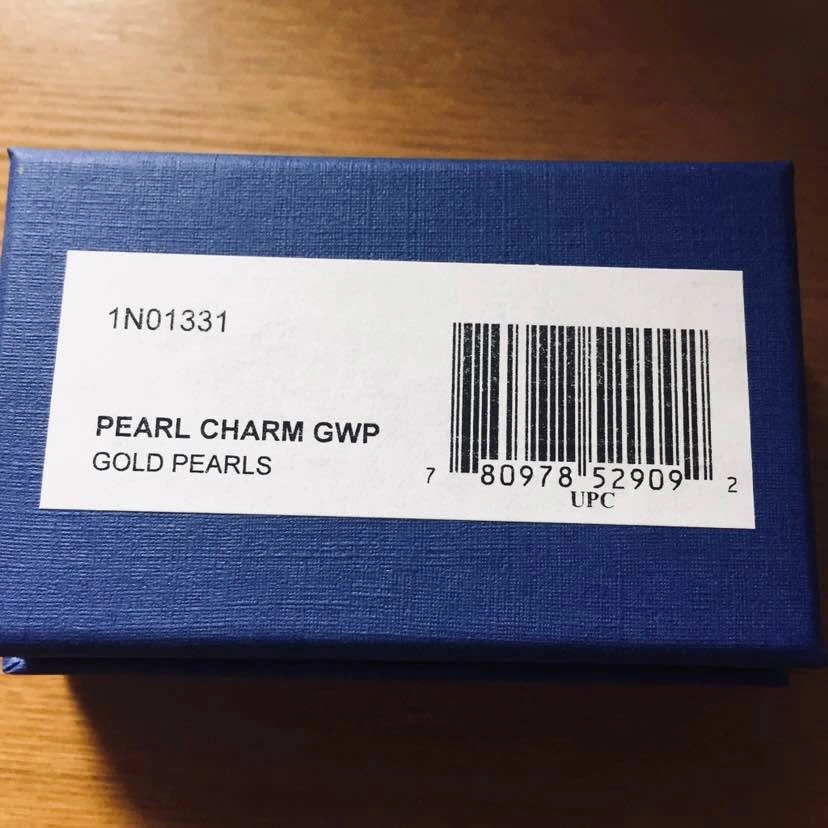 1N01331
PEARL CHARM GWP
GOLD PEARLS
7 80978 52909 2
UPC